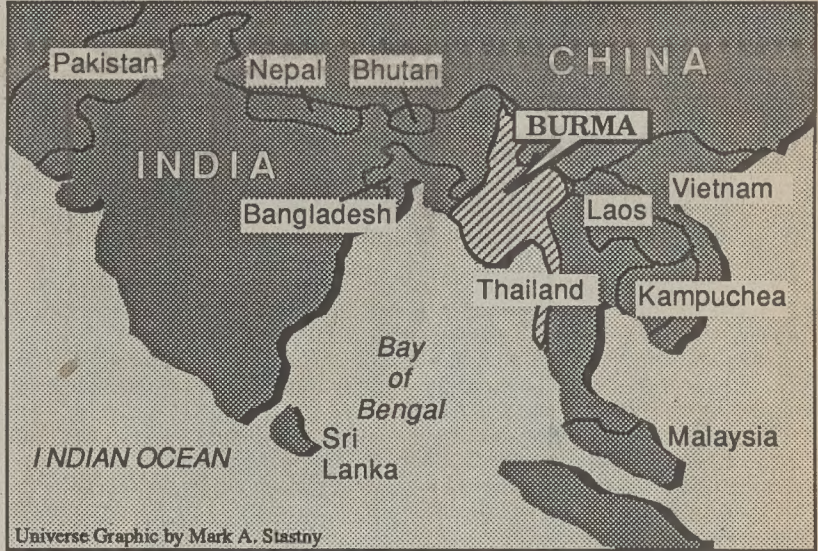 Pakistan
Nepal
Bhutan
CHINA
BURMA
INDIA
Bangladesh
Laos
Vietnam
Thailand
Kampuchea
Bay
of
Bengal
INDIAN OCEAN
Sri
Lanka
Malaysia
Universe Graphic by Mark A. Stastny